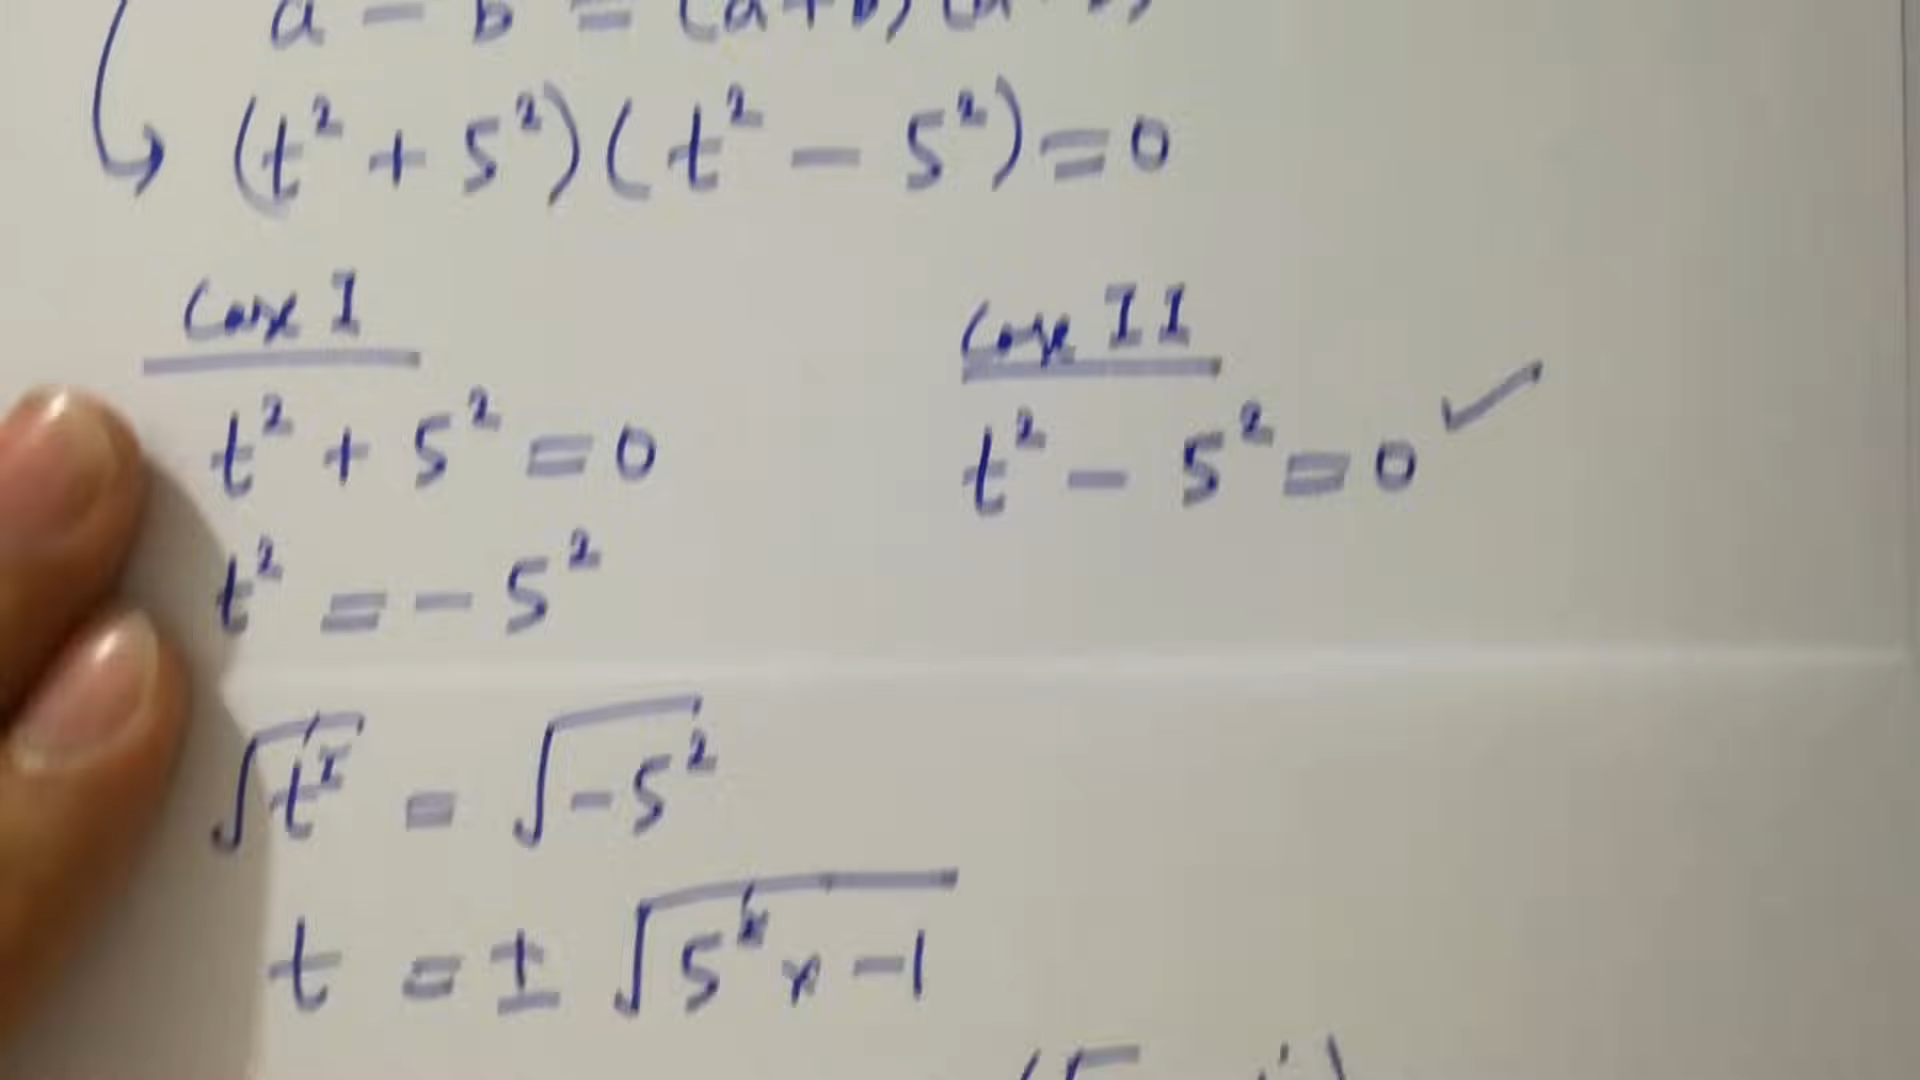 a - b = (a+b)(a-b)
(t² + 5²)(t² - 5²) = 0
Case I
Case II
t² + 5² = 0
t² - 5² = 0 ✓
t² = - 5²
√t² = √-5²
t = ± √5² x -1